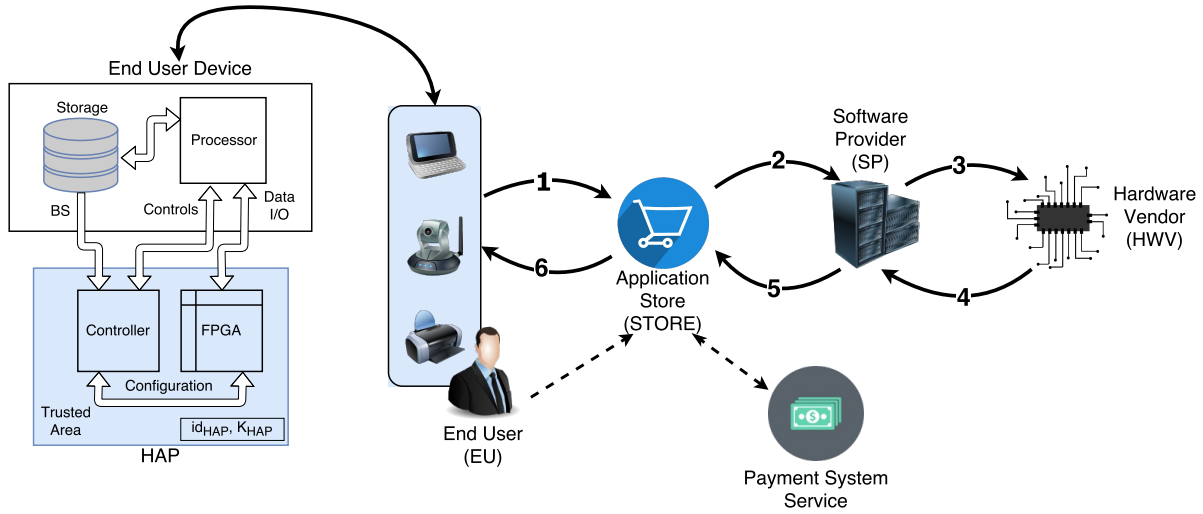 End User Device
Storage
Processor
BS
Controls
Data
I/O
Controller
FPGA
Configuration
Trusted
Area
idHAP, KHAP
HAP
1
6
End User
(EU)
Application
Store
(STORE)
2
5
Software
Provider
(SP)
3
4
Hardware
Vendor
(HWV)
Payment System
Service